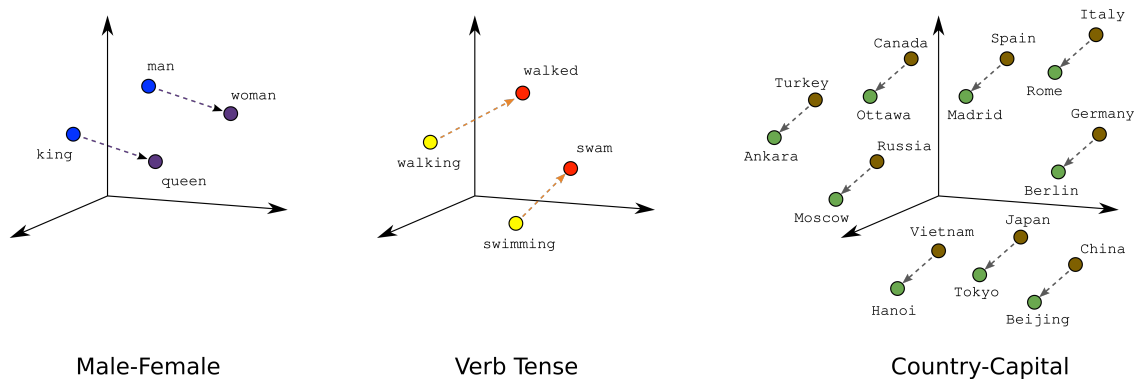 man
woman
king
queen
Male-Female
walked
walking
swam
swimming
Verb Tense
Italy
Spain
Canada
Rome
Turkey
Ottawa
Madrid
Germany
Ankara
Russia
Berlin
Moscow
Japan
Vietnam
China
Tokyo
Hanoi
Beijing
Country-Capital